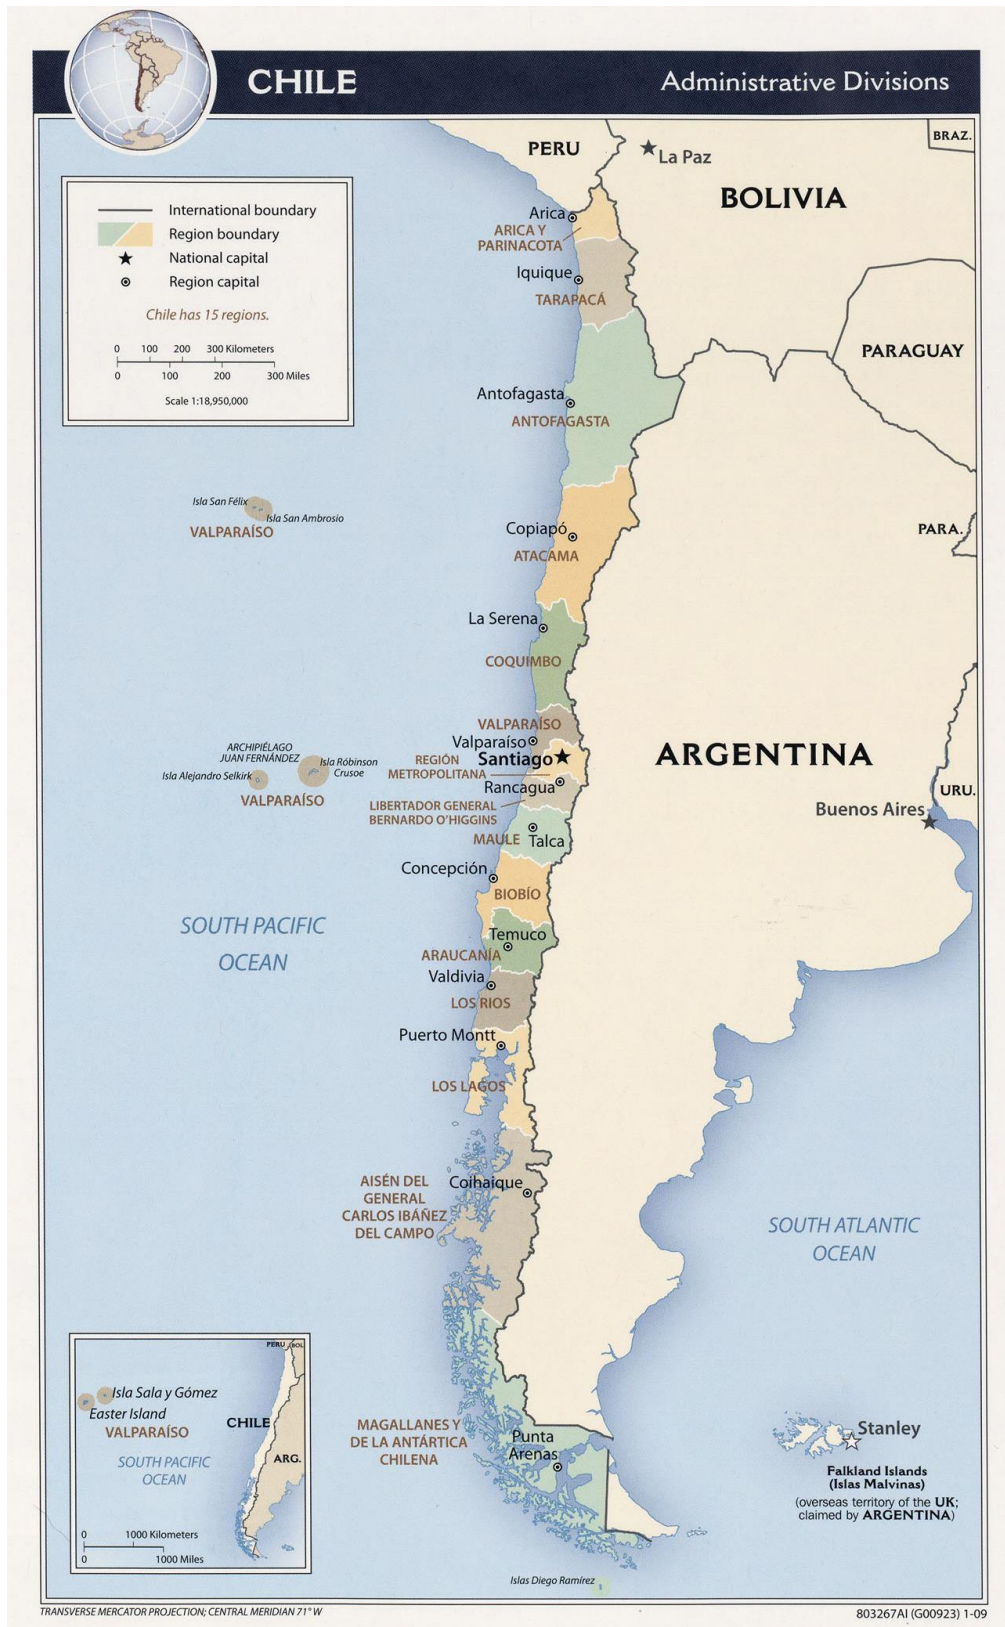 CHILE
Administrative Divisions
International boundary
Region boundary
National capital
Region capital
Chile has 15 regions.
0 100 200 300 Kilometers
0 100 200 300 Miles
Scale 1:18,950,000
PERU
La Paz
BRAZ.
BOLIVIA
Arica
ARICA Y
PARINACOTA
Iquique
TARAPACÁ
PARAGUAY
Antofagasta
ANTOFAGASTA
Isla San Félix
Isla San Ambrosio
VALPARAÍSO
Copiapó
ATACAMA
PARA.
La Serena
COQUIMBO
VALPARAÍSO
Valparaíso
Santiago
REGIÓN
METROPOLITANA
Rancagua
ARCHIPIÉLAGO
JUAN FERNÁNDEZ
Isla Róbinson
Crusoe
Isla Alejandro Selkirk
VALPARAÍSO
LIBERTADOR GENERAL
BERNARDO O'HIGGINS
ARGENTINA
URU.
Buenos Aires
MAULE
Talca
Concepción
BIOBÍO
SOUTH PACIFIC
OCEAN
Temuco
ARAUCANÍA
Valdivia
LOS RIOS
Puerto Montt
LOS LAGOS
AISÉN DEL
GENERAL
CARLOS IBÁÑEZ
DEL CAMPO
Coihaique
SOUTH ATLANTIC
OCEAN
PERU
BOL.
Isla Sala y Gómez
Easter Island
VALPARAÍSO
CHILE
ARG.
SOUTH PACIFIC
OCEAN
0 1000 Kilometers
0 1000 Miles
MAGALLANES Y
DE LA ANTÁRTICA
CHILENA
Punta
Arenas
Stanley
Falkland Islands
(Islas Malvinas)
(overseas territory of the UK;
claimed by ARGENTINA)
Islas Diego Ramírez
TRANSVERSE MERCATOR PROJECTION; CENTRAL MERIDIAN 71° W
803267AI (G00923) 1-09